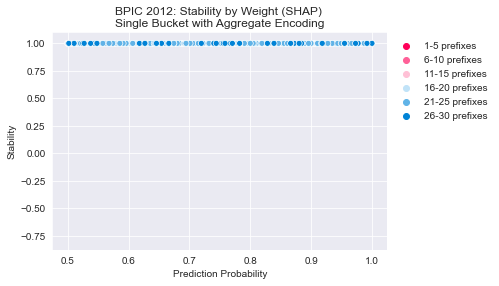 BPIC 2012: Stability by Weight (SHAP)
Single Bucket with Aggregate Encoding
1.00
0.75
0.50
0.25
0.00
−0.25
−0.50
−0.75
Stability
0.5 0.6 0.7 0.8 0.9 1.0
Prediction Probability
1-5 prefixes
6-10 prefixes
11-15 prefixes
16-20 prefixes
21-25 prefixes
26-30 prefixes